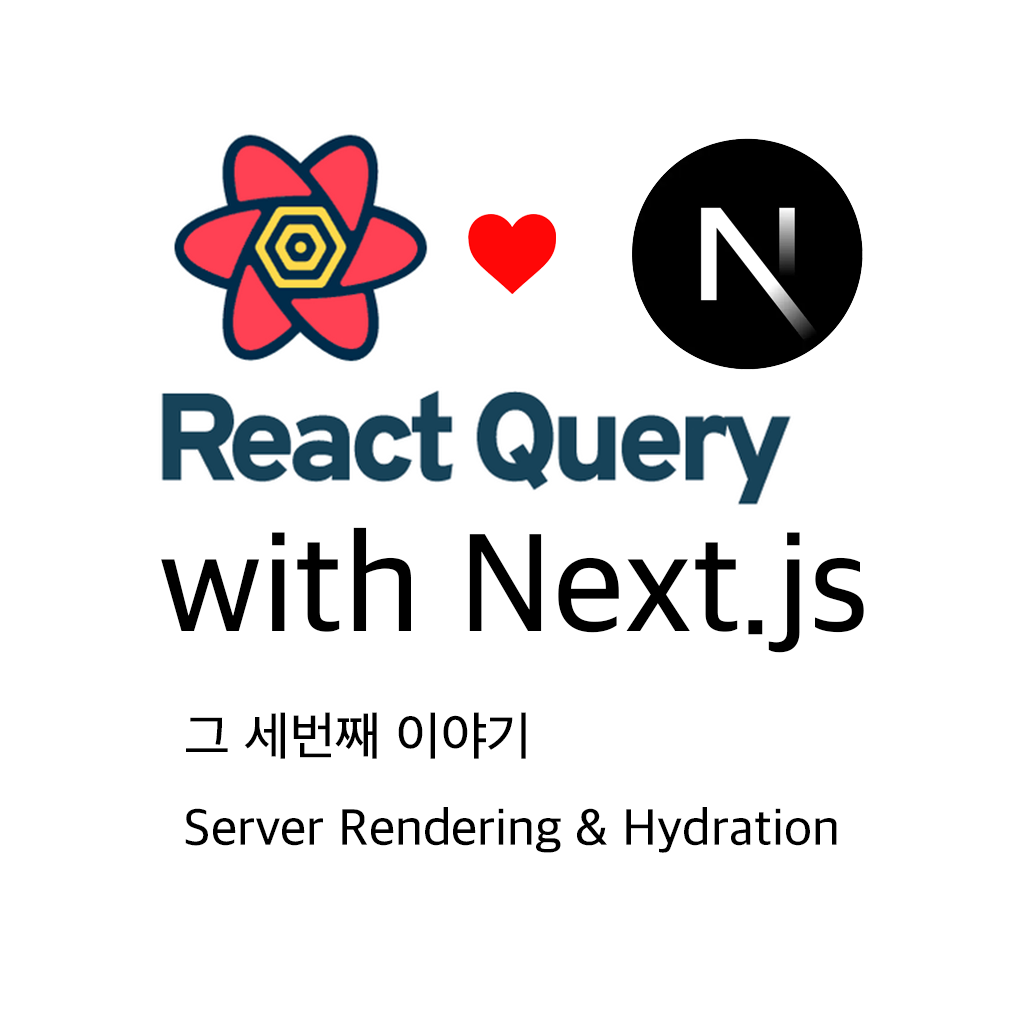 React Query
with Next.js
그 세번째 이야기
Server Rendering & Hydration